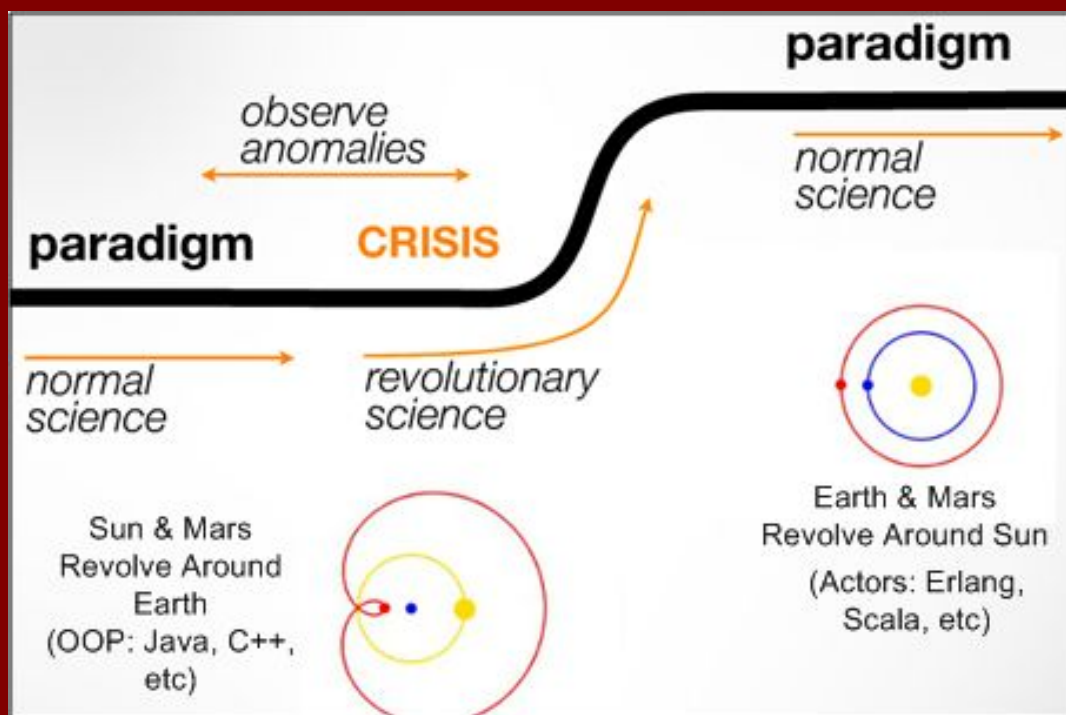 paradigm
observe
anomalies
normal
science
paradigm
CRISIS
normal
science
revolutionary
science
Sun & Mars
Revolve Around
Earth
(OOP: Java, C++,
etc)
Earth & Mars
Revolve Around Sun
(Actors: Erlang,
Scala, etc)